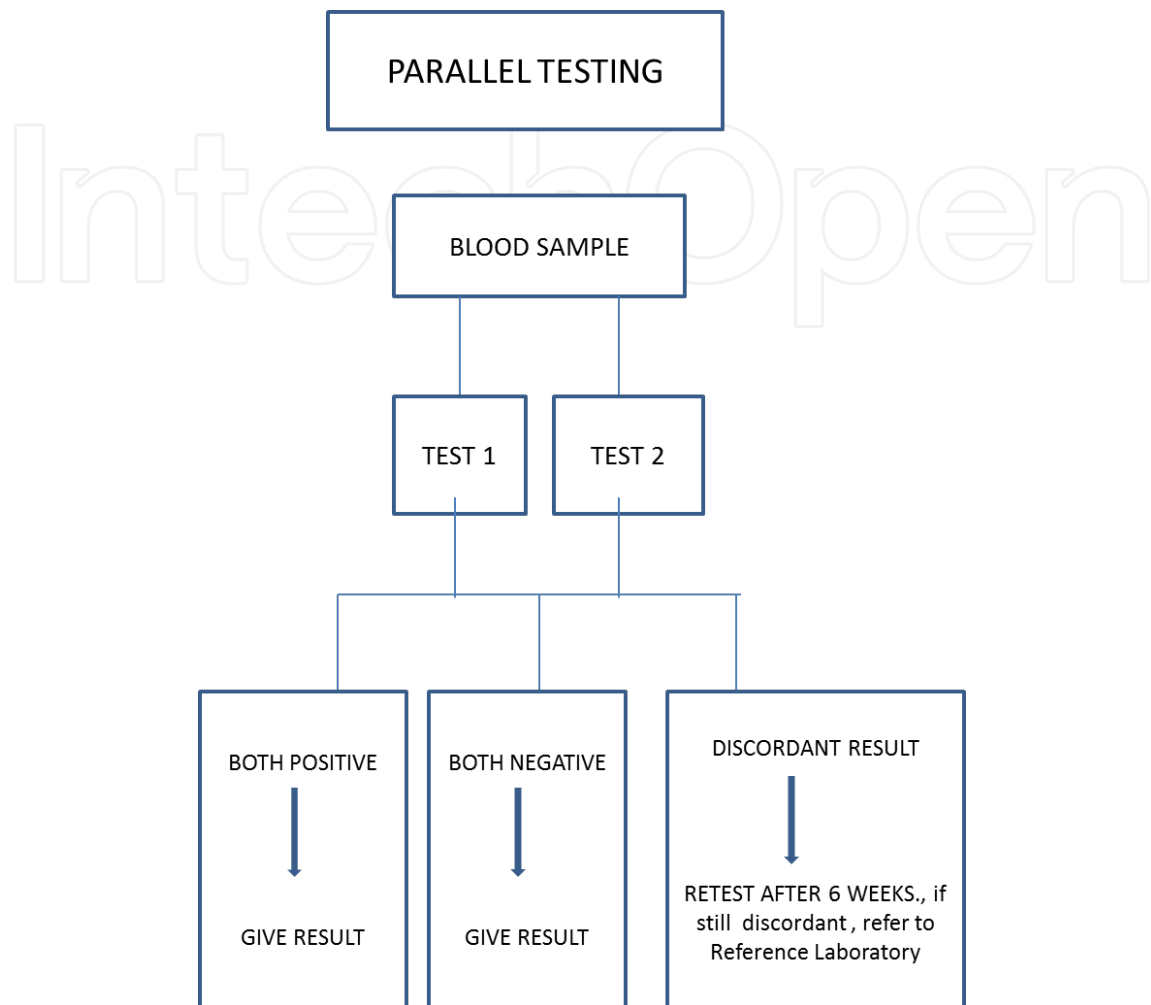 PARALLEL TESTING
IntechOpen
BLOOD SAMPLE
TEST 1
TEST 2
BOTH POSITIVE
GIVE RESULT
BOTH NEGATIVE
GIVE RESULT
DISCORDANT RESULT
RETEST AFTER 6 WEEKS., if
still discordant , refer to
Reference Laboratory